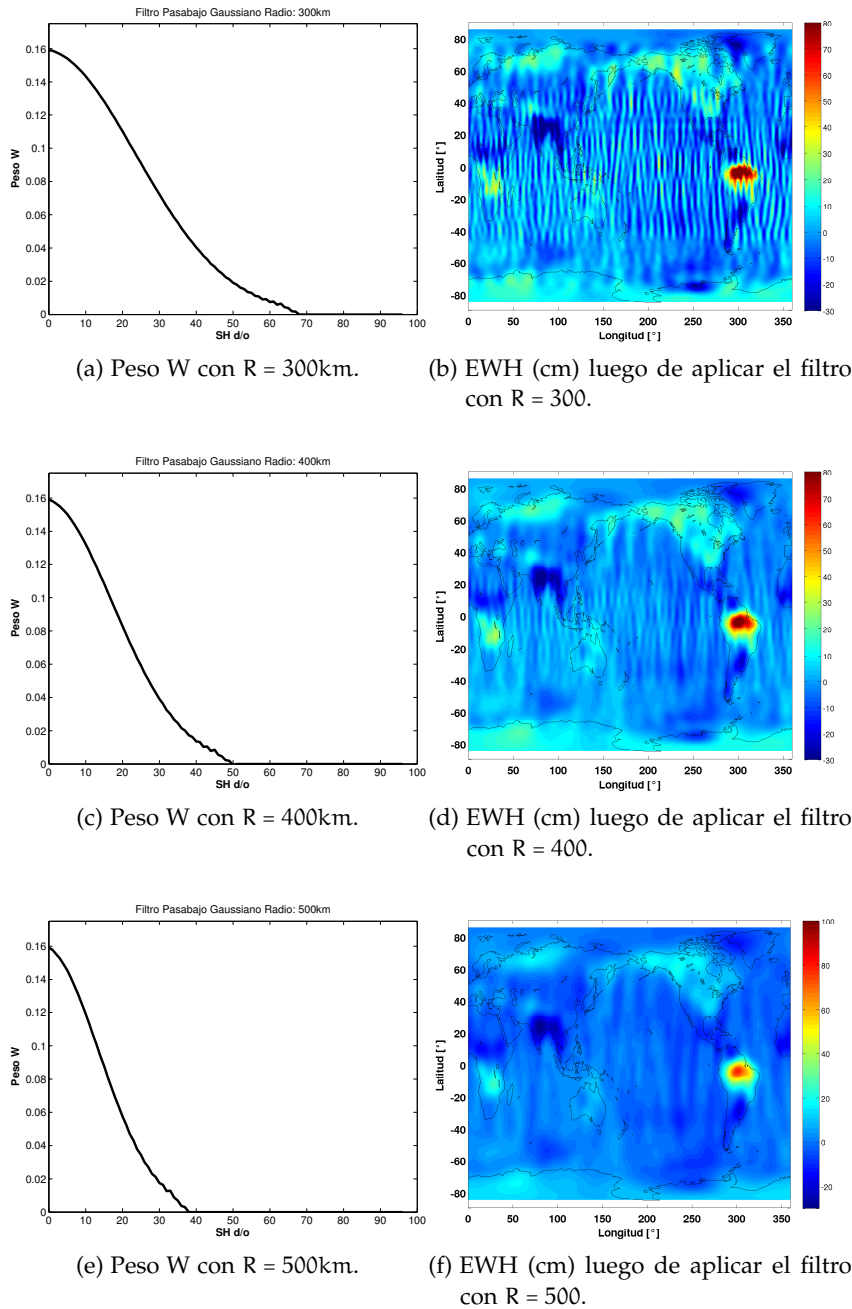 Filtro Pasabajo Gaussiano Radio: 300km
0.16
0.14
0.12
0.1
0.08
0.06
0.04
0.02
0
Peso W
0 10 20 30 40 50 60 70 80 90 100
SH d/o
80
60
40
20
0
-20
-40
-60
-80
Latitud [°]
0 50 100 150 200 250 300 350
Longitud [°]
80
70
60
50
40
30
20
10
0
-10
-20
-30
(a) Peso W con R = 300km.
(b) EWH (cm) luego de aplicar el filtro
con R = 300.
Filtro Pasabajo Gaussiano Radio: 400km
0.16
0.14
0.12
0.1
0.08
0.06
0.04
0.02
0
Peso W
0 10 20 30 40 50 60 70 80 90 100
SH d/o
80
60
40
20
0
-20
-40
-60
-80
Latitud [°]
0 50 100 150 200 250 300 350
Longitud [°]
80
70
60
50
40
30
20
10
0
-10
-20
-30
(c) Peso W con R = 400km.
(d) EWH (cm) luego de aplicar el filtro
con R = 400.
Filtro Pasabajo Gaussiano Radio: 500km
0.16
0.14
0.12
0.1
0.08
0.06
0.04
0.02
0
Peso W
0 10 20 30 40 50 60 70 80 90 100
SH d/o
80
60
40
20
0
-20
-40
-60
-80
Latitud [°]
0 50 100 150 200 250 300 350
Longitud [°]
100
80
60
40
20
0
-20
(e) Peso W con R = 500km.
(f) EWH (cm) luego de aplicar el filtro
con R = 500.